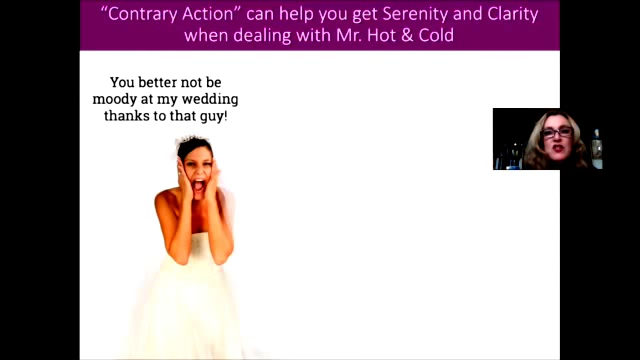 “Contrary Action” can help you get Serenity and Clarity
when dealing with Mr. Hot & Cold
You better not be
moody at my wedding
thanks to that guy!